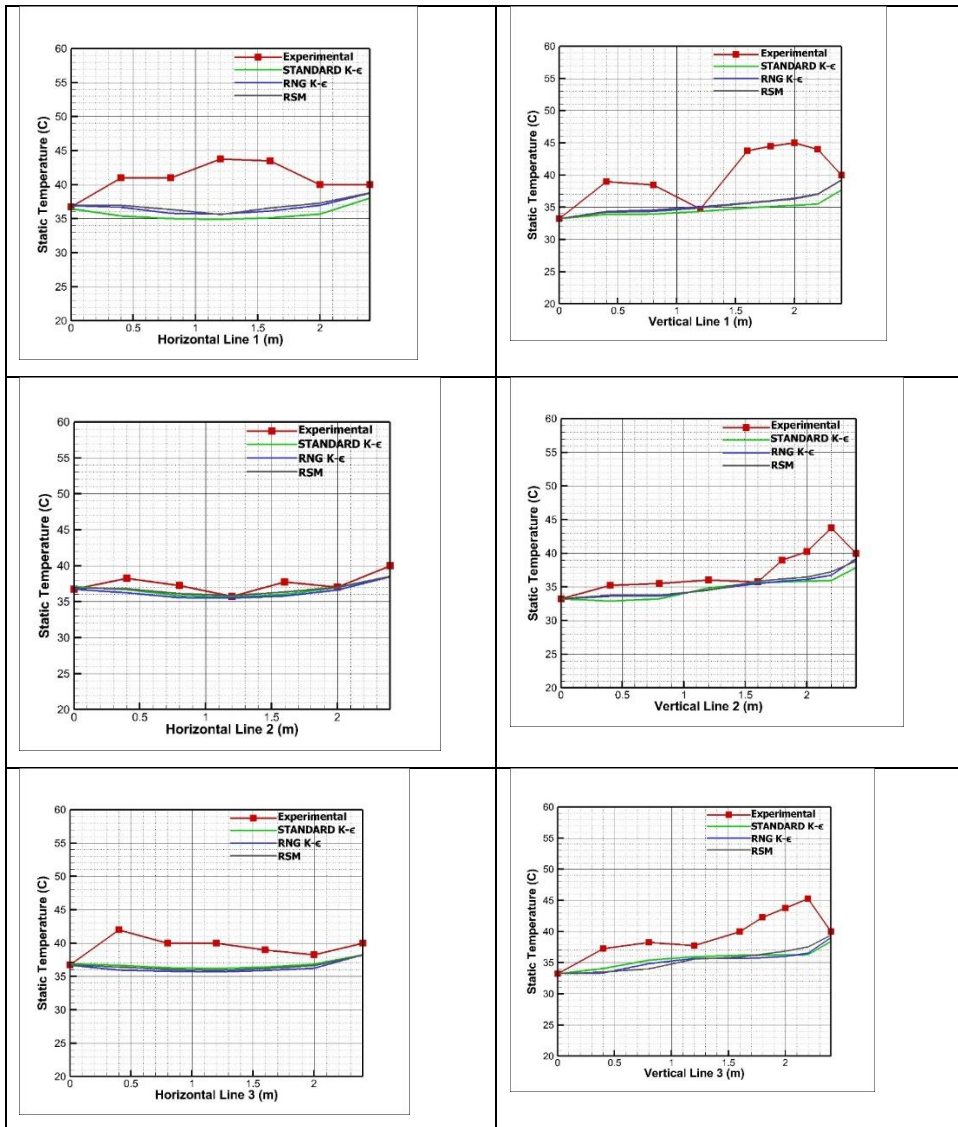 60
55
50
45
40
35
30
25
20
Static Temperature (C)
Experimental
STANDARD K-ϵ
RNG K-ϵ
RSM
0 0.5 1 1.5 2
Horizontal Line 1 (m)
60
55
50
45
40
35
30
25
20
Static Temperature (C)
Experimental
STANDARD K-ϵ
RNG K-ϵ
RSM
0 1 2
Vertical Line 1 (m)
60
55
50
45
40
35
30
25
20
Static Temperature (C)
Experimental
STANDARD K-ϵ
RNG K-ϵ
RSM
0 0.5 1 1.5 2
Horizontal Line 2 (m)
60
55
50
45
40
35
30
25
20
Static Temperature (C)
Experimental
STANDARD K-ϵ
RNG K-ϵ
RSM
0 0.5 1 1.5 2
Vertical Line 2 (m)
60
55
50
45
40
35
30
25
20
Static Temperature (C)
Experimental
STANDARD K-ϵ
RNG K-ϵ
RSM
0 0.5 1 1.5 2
Horizontal Line 3 (m)
60
55
50
45
40
35
30
25
20
Static Temperature (C)
Experimental
STANDARD K-ϵ
RNG K-ϵ
RSM
0 0.5 1 1.5 2
Vertical Line 3 (m)